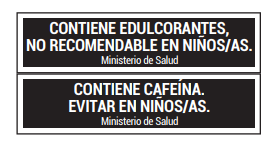 CONTIENE EDULCORANTES,
NO RECOMENDABLE EN NIÑOS/AS.
Ministerio de Salud
CONTIENE CAFEÍNA.
EVITAR EN NIÑOS/AS.
Ministerio de Salud